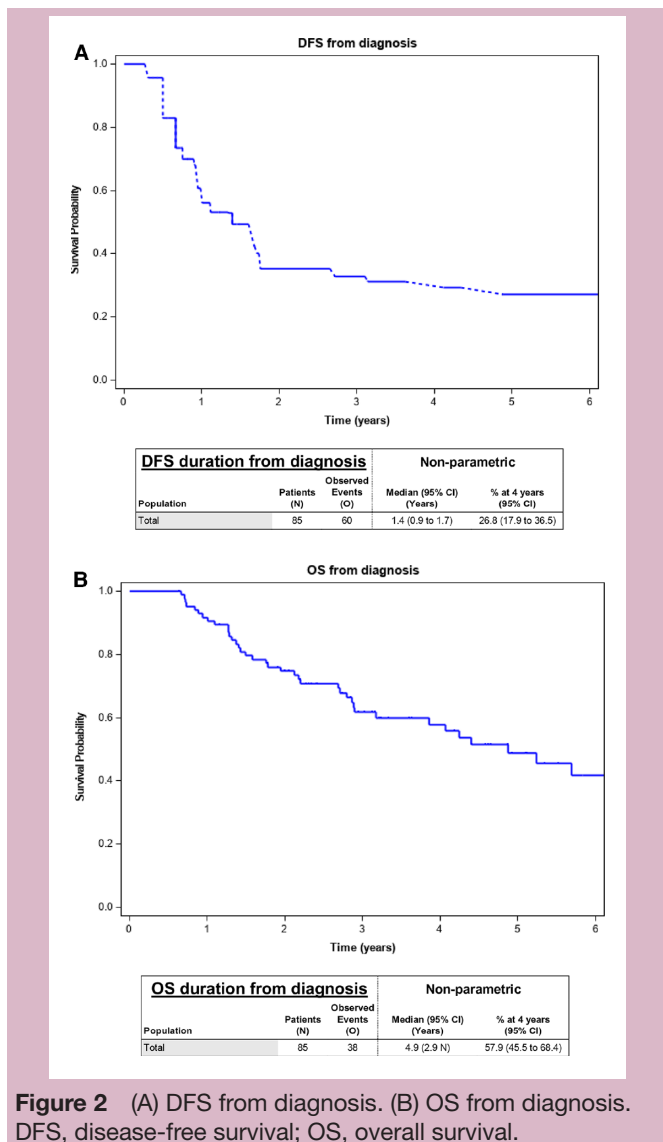 A
DFS from diagnosis
Survival Probability
1.0
0.8
0.6
0.4
0.2
0.0
0 1 2 3 4 5 6
Time (years)
DFS duration from diagnosis Non-parametric
Population Patients (N) Observed Events (O) Median (95% CI) (Years) % at 4 years (95% CI)
Total 85 60 1.4 (0.9 to 1.7) 26.8 (17.9 to 36.5)
B
OS from diagnosis
Survival Probability
1.0
0.8
0.6
0.4
0.2
0.0
0 1 2 3 4 5 6
Time (years)
OS duration from diagnosis Non-parametric
Population Patients (N) Observed Events (O) Median (95% CI) (Years) % at 4 years (95% CI)
Total 85 38 4.9 (2.9 N) 57.9 (45.5 to 68.4)
Figure 2 (A) DFS from diagnosis. (B) OS from diagnosis.
DFS, disease-free survival; OS, overall survival.